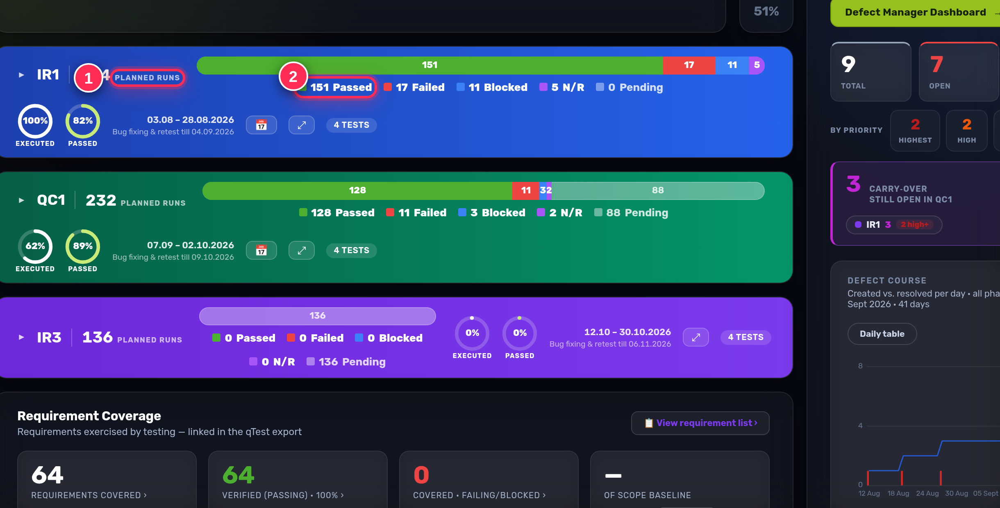 51%
Defect Manager Dashboard →
IR1
1
4 PLANNED RUNS
151 17 11 5
2
151 Passed 17 Failed 11 Blocked 5 N/R 0 Pending
100% EXECUTED
82% PASSED
03.08 – 28.08.2026
Bug fixing & retest till 04.09.2026
July 17
4 TESTS
QC1
232 PLANNED RUNS
128 11 3 2 88
128 Passed 11 Failed 3 Blocked 2 N/R 88 Pending
62% EXECUTED
89% PASSED
07.09 – 02.10.2026
Bug fixing & retest till 09.10.2026
July 17
4 TESTS
IR3
136 PLANNED RUNS
136
0 Passed 0 Failed 0 Blocked
0 N/R 136 Pending
0% EXECUTED
0% PASSED
12.10 – 30.10.2026
Bug fixing & retest till 06.11.2026
4 TESTS
Requirement Coverage
Requirements exercised by testing — linked in the qTest export
View requirement list ›
64
REQUIREMENTS COVERED ›
64
VERIFIED (PASSING) • 100% ›
0
COVERED • FAILING/BLOCKED ›
—
OF SCOPE BASELINE
9
TOTAL
7
OPEN
BY PRIORITY
2
HIGHEST
2
HIGH
3
CARRY-OVER
STILL OPEN IN QC1
IR1 3 2 high+
DEFECT COURSE
Created vs. resolved per day • all pha
Sept 2026 • 41 days
Daily table
8
4
0
12 Aug 18 Aug 24 Aug 30 Aug 05 Sept